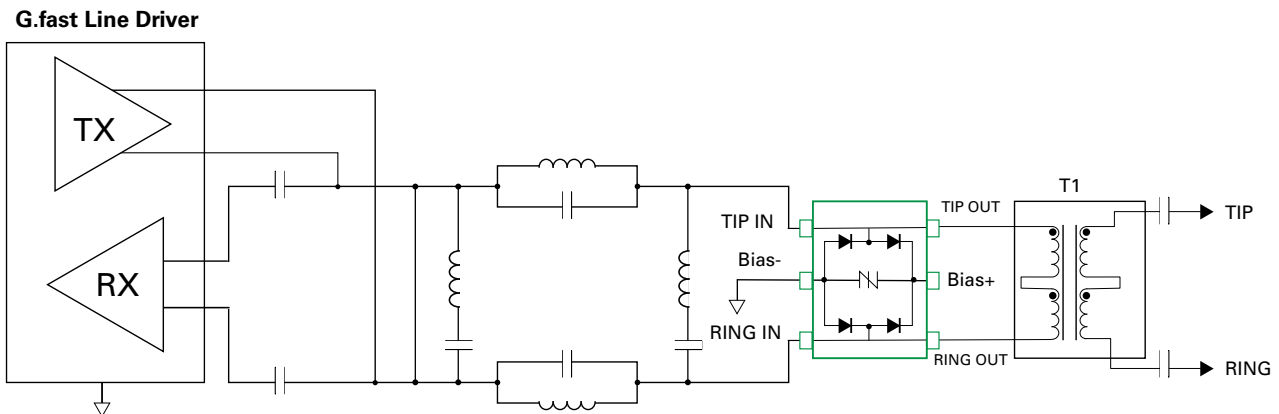 G.fast Line Driver
TX
RX
TIP IN
Bias-
RING IN
TIP OUT
Bias+
RING OUT
T1
TIP
RING